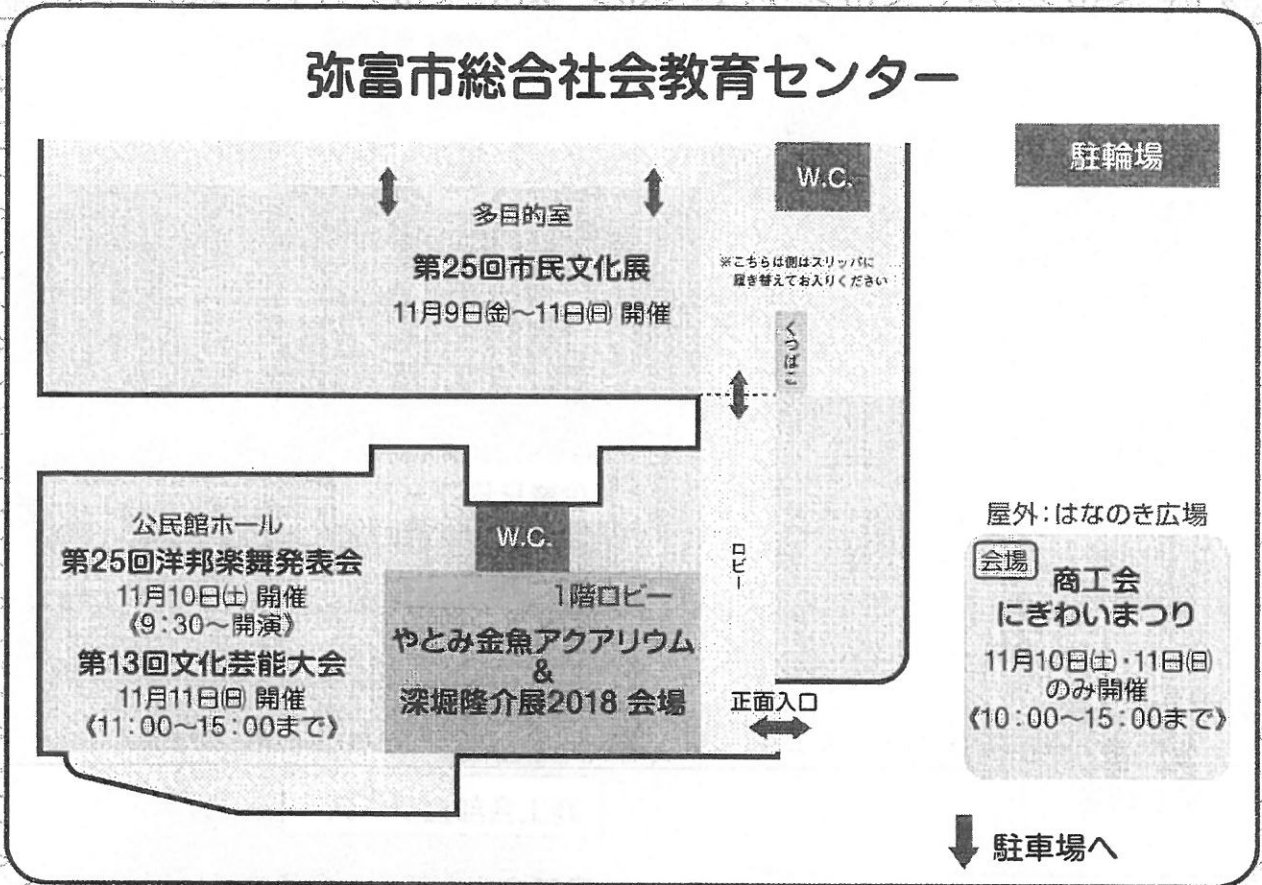 弥富市総合社会教育センター
駐輪場
W.C.
多目的室
第25回市民文化展
11月9日㈮～11日㈰ 開催
※こちらは側はスリッパに
履き替えてお入りください
くつばこ
公民館ホール
第25回洋邦楽舞発表会
11月10日㈯ 開催
《9:30～開演》
第13回文化芸能大会
11月11日㈰ 開催
《11:00～15:00まで》
W.C.
1階ロビー
やとみ金魚アクアリウム
&
深堀隆介展2018 会場
ロビー
正面入口
屋外:はなのき広場
会場
商工会
にぎわいまつり
11月10日㈯・11日㈰
のみ開催
《10:00～15:00まで》
駐車場へ